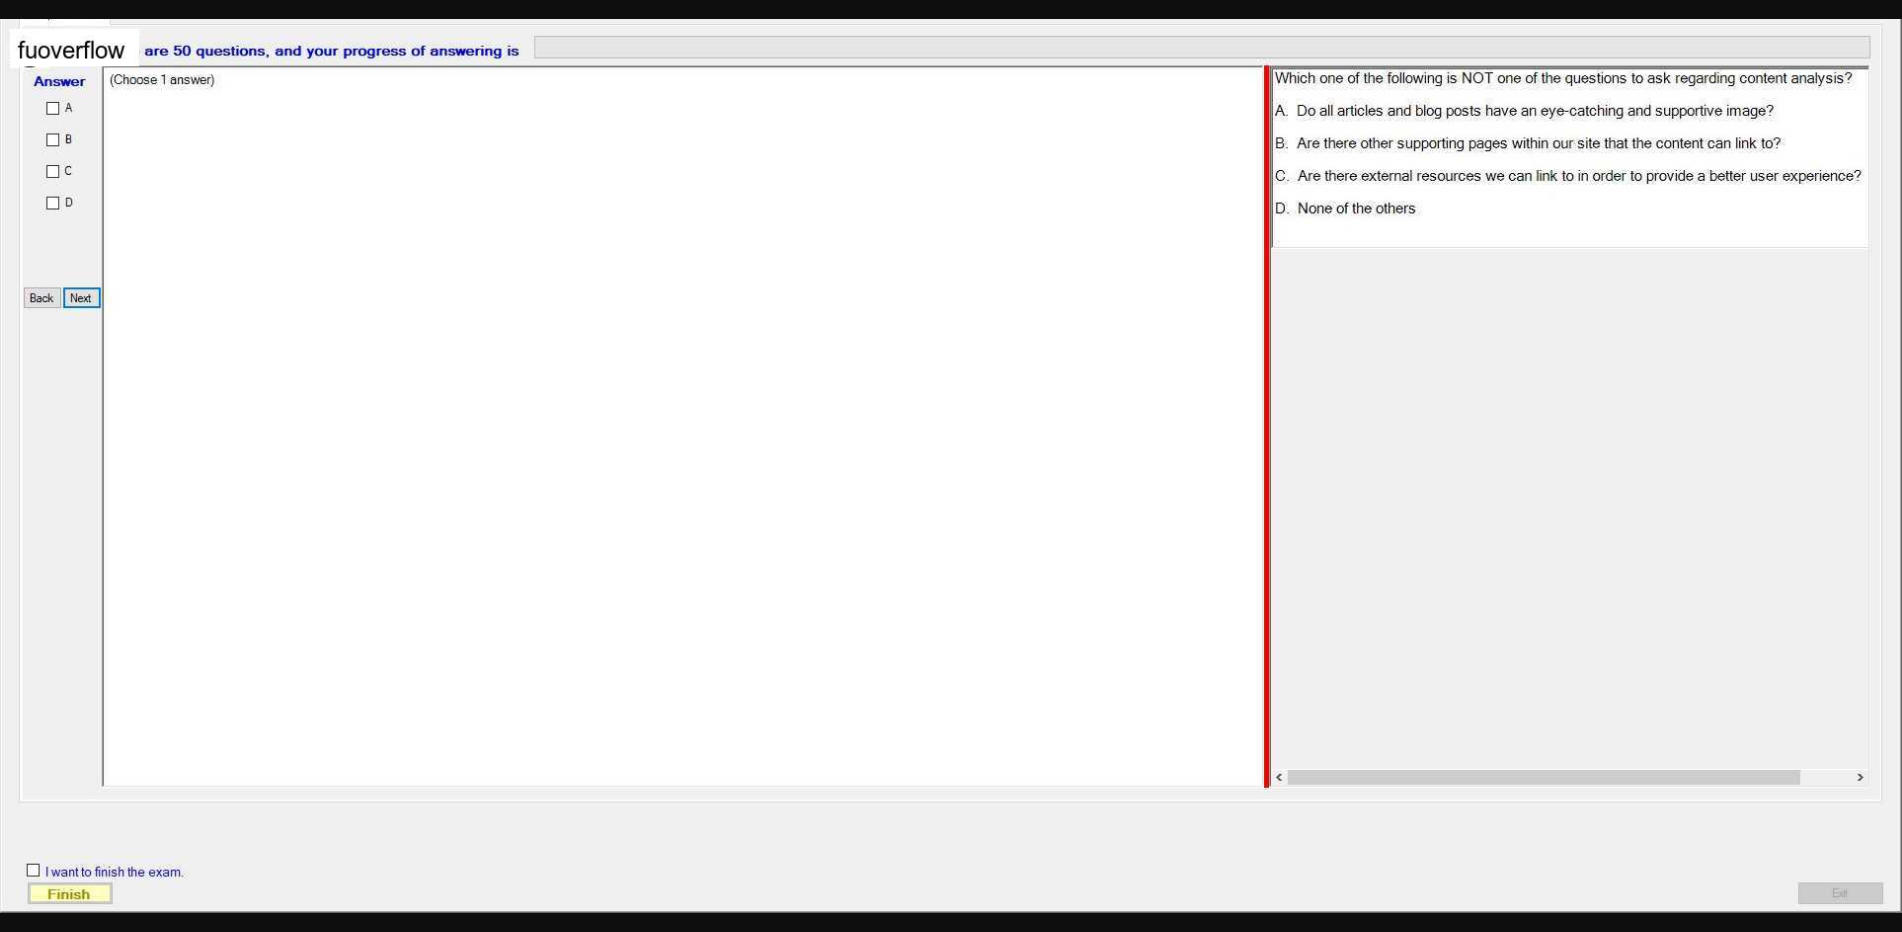 fuoverflow are 50 questions, and your progress of answering is
Answer
(Choose 1 answer)
A
B
C
D
Back Next
Which one of the following is NOT one of the questions to ask regarding content analysis?
A. Do all articles and blog posts have an eye-catching and supportive image?
B. Are there other supporting pages within our site that the content can link to?
C. Are there external resources we can link to in order to provide a better user experience?
D. None of the others
I want to finish the exam.
Finish
Exit